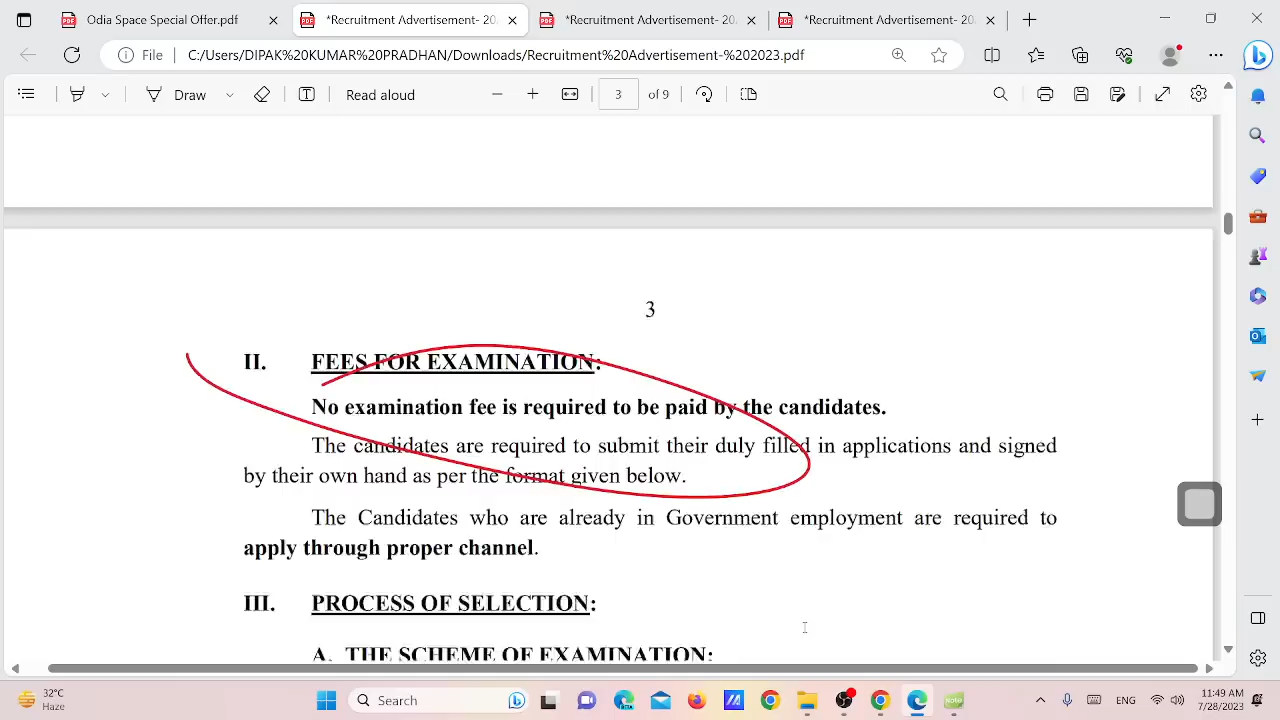 Odia Space Special Offer.pdf
*Recruitment Advertisement- 20
*Recruitment Advertisement- 20.
*Recruitment Advertisement- 20.
File
C:/Users/DIPAK%20KUMAR%20PRADHAN/Downloads/Recruitment%20Advertisement-%202023.pdf
Draw
Read aloud
3 of 9
3
II. FEES FOR EXAMINATION:
No examination fee is required to be paid by the candidates.
The candidates are required to submit their duly filled in applications and signed
by their own hand as per the format given below.
The Candidates who are already in Government employment are required to
apply through proper channel.
III. PROCESS OF SELECTION:
A. THE SCHEME OF EXAMINATION:
32°C
Haze
Search
ENG
11:49 AM
7/28/2023